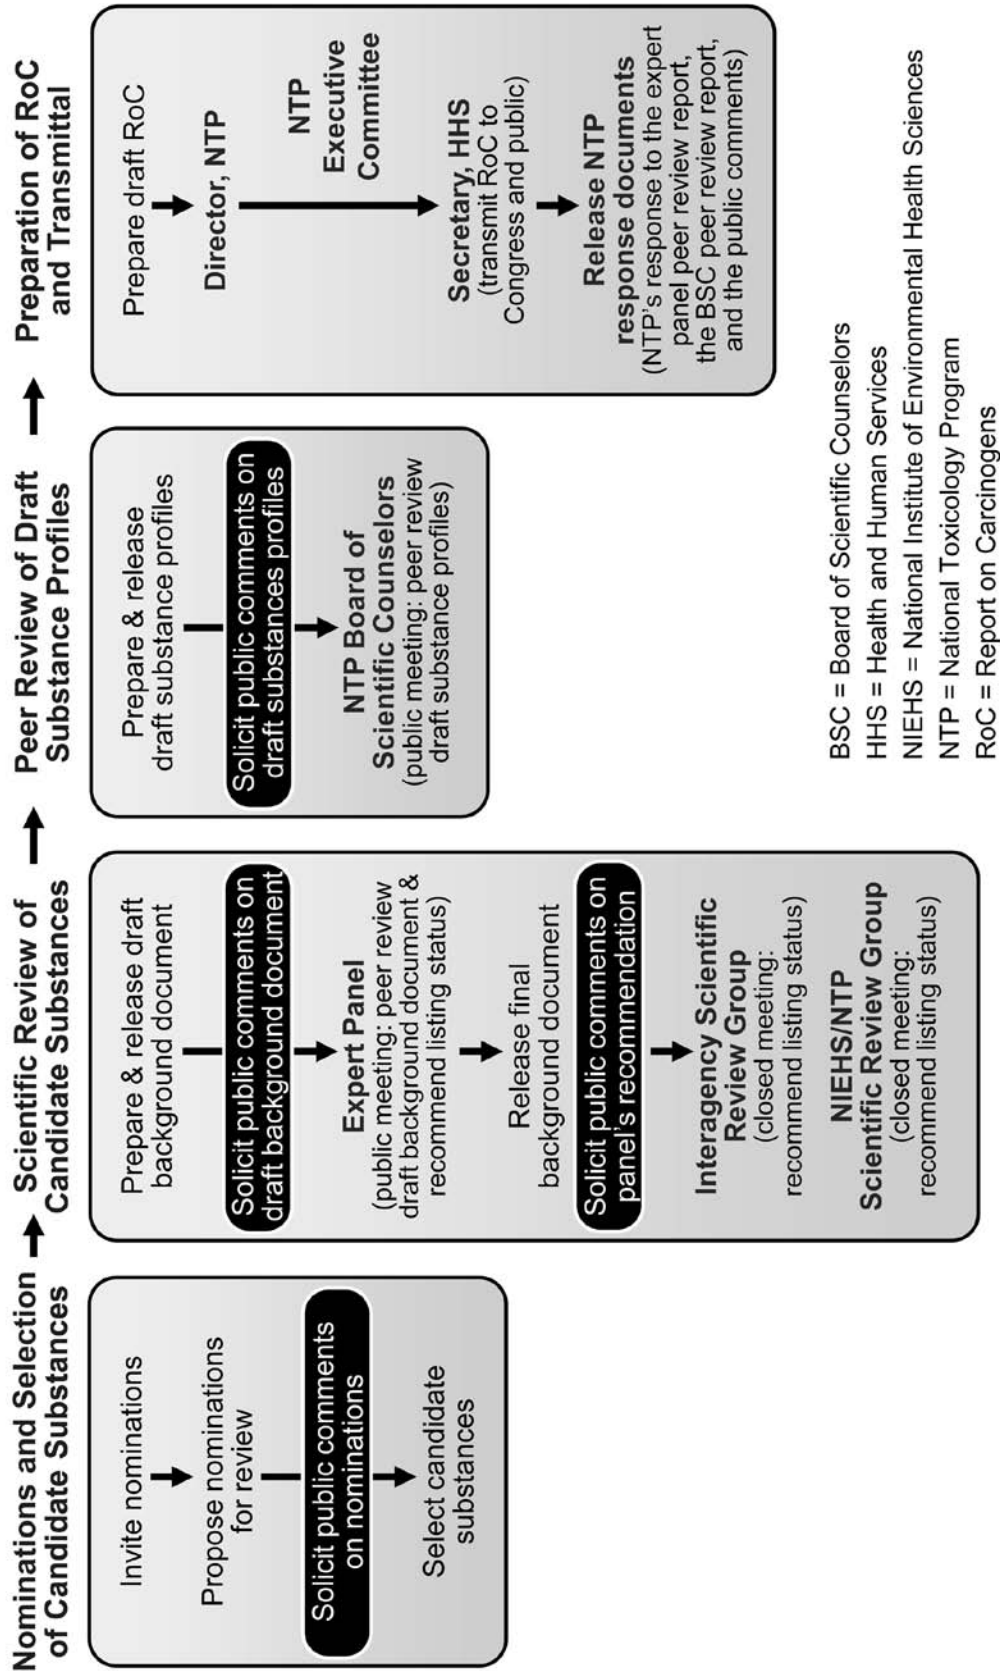 Nominations and Selection
of Candidate Substances
Invite nominations
Propose nominations
for review
Solicit public comments
on nominations
Select candidate
substances
Scientific Review of
Candidate Substances
Prepare & release draft
background document
Solicit public comments on
draft background document
Expert Panel
(public meeting: peer review
draft background document &
recommend listing status)
Release final
background document
Solicit public comments on
panel's recommendation
Interagency Scientific
Review Group
(closed meeting:
recommend listing status)
NIEHS/NTP
Scientific Review Group
(closed meeting:
recommend listing status)
Peer Review of Draft
Substance Profiles
Prepare & release
draft substance profiles
Solicit public comments on
draft substances profiles
NTP Board of
Scientific Counselors
(public meeting: peer review
draft substance profiles)
Preparation of RoC
and Transmittal
Prepare draft RoC
Director, NTP
NTP
Executive
Committee
Secretary, HHS
(transmit RoC to
Congress and public)
Release NTP
response documents
(NTP's response to the expert
panel peer review report,
the BSC peer review report,
and the public comments)
BSC = Board of Scientific Counselors
HHS = Health and Human Services
NIEHS = National Institute of Environmental Health Sciences
NTP = National Toxicology Program
RoC = Report on Carcinogens